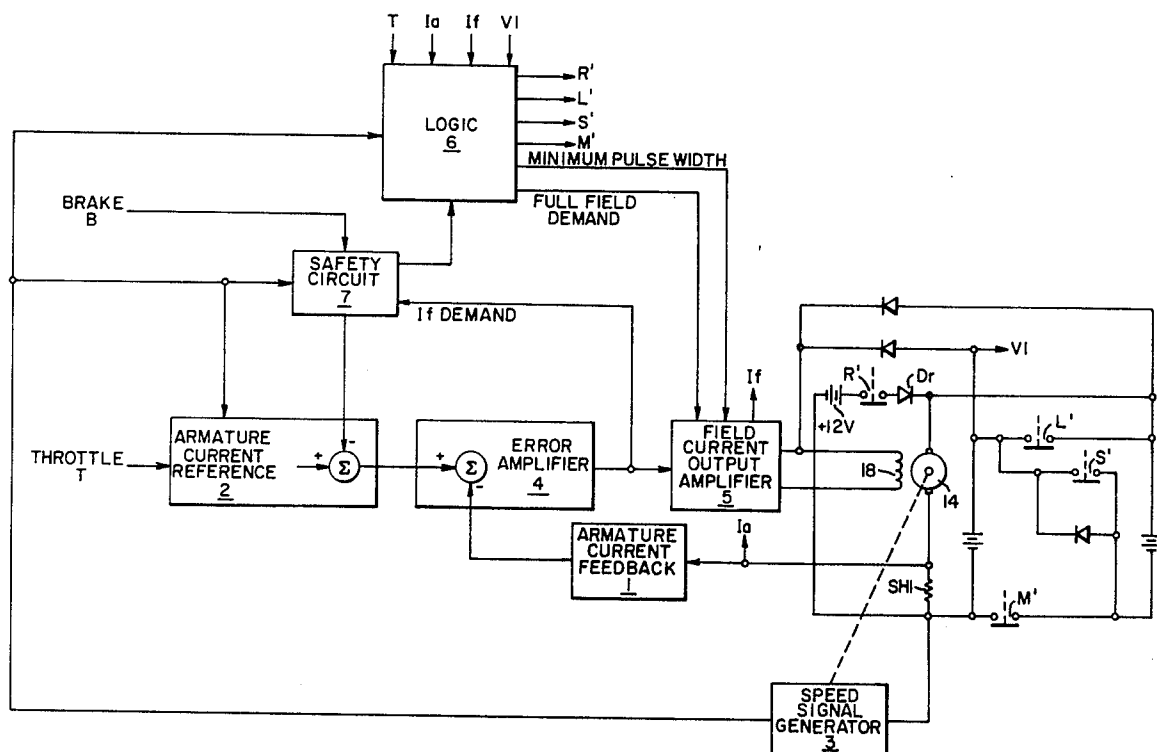 T Ia If VI
LOGIC
6
R'
L'
S'
M'
MINIMUM PULSE WIDTH
FULL FIELD
DEMAND
BRAKE
B
SAFETY
CIRCUIT
7
If DEMAND
THROTTLE
T
ARMATURE
CURRENT
REFERENCE
2
+
-
Σ
+
-
Σ
ERROR
AMPLIFIER
4
If
FIELD
CURRENT
OUTPUT
AMPLIFIER
5
ARMATURE
CURRENT
FEEDBACK
1
Ia
VI
R'
Dr
+12V
18
14
L'
S'
SH1
M'
SPEED
SIGNAL
GENERATOR
3